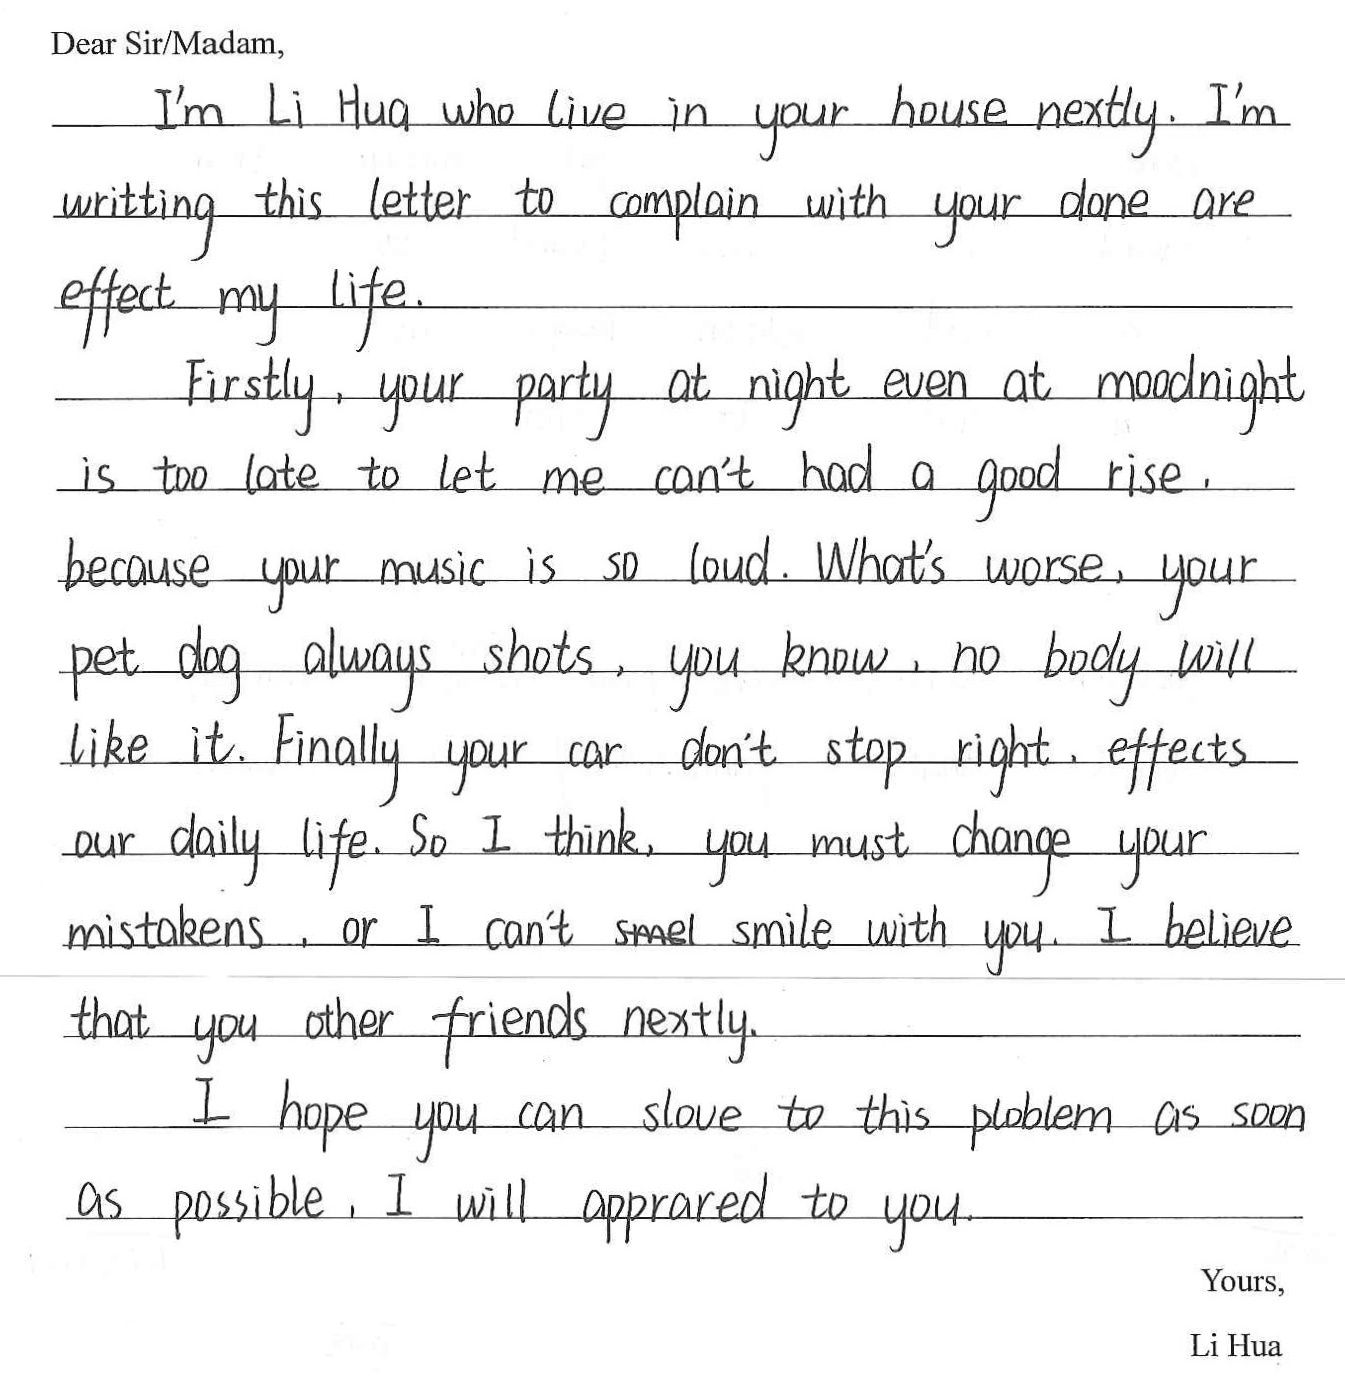 Dear Sir/Madam,
I'm Li Hua who live in your house nextly. I'm
writting this letter to complain with your done are
effect my life.
Firstly, your party at night even at moodnight
is too late to let me can't had a good rise,
because your music is so loud. What's worse, your
pet dog always shots, you know, no body will
like it. Finally your car don't stop right, effects
our daily life. So I think, you must change your
mistakens, or I can't smile with you. I believe
that you other friends nextly.
I hope you can slove to this ploblem as soon
as possible, I will apprared to you.
Yours,
Li Hua